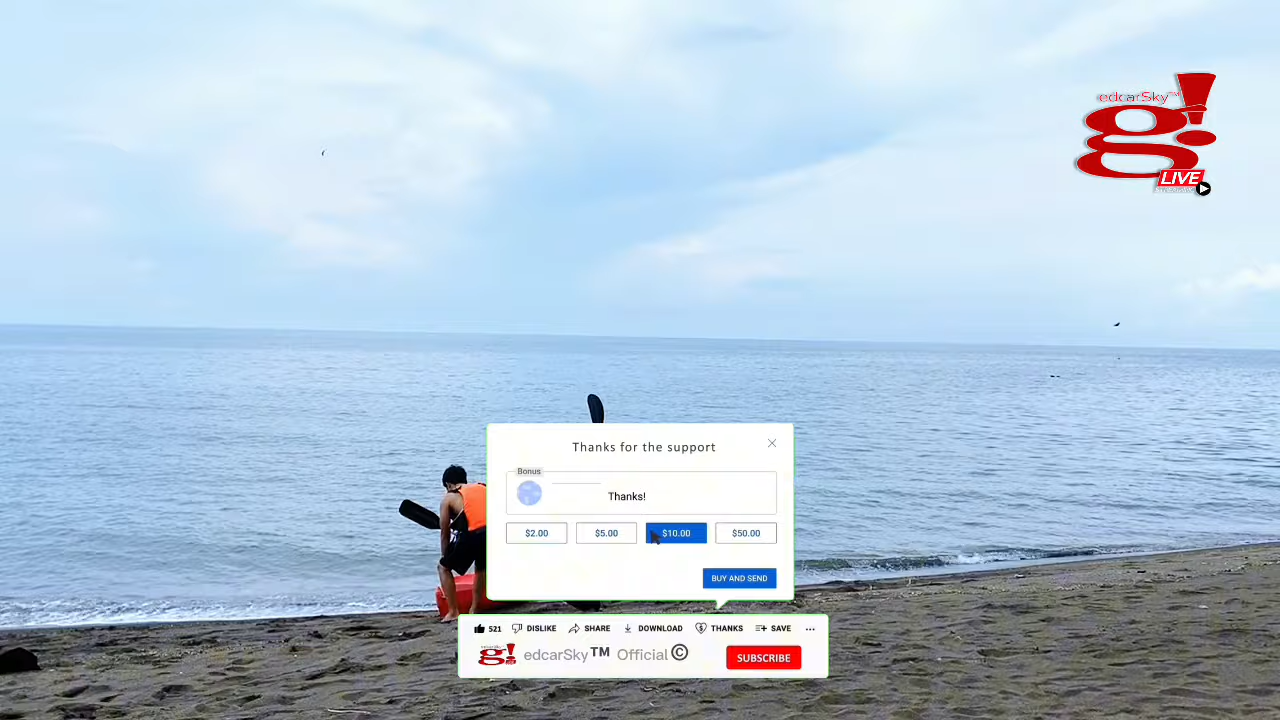 edcarSky™
g!
LIVE
Thanks for the support
Bonus
Thanks!
$2.00
$5.00
$10.00
$50.00
BUY AND SEND
521
DISLIKE
SHARE
DOWNLOAD
THANKS
SAVE
g!
edcarSky™ Official©
SUBSCRIBE